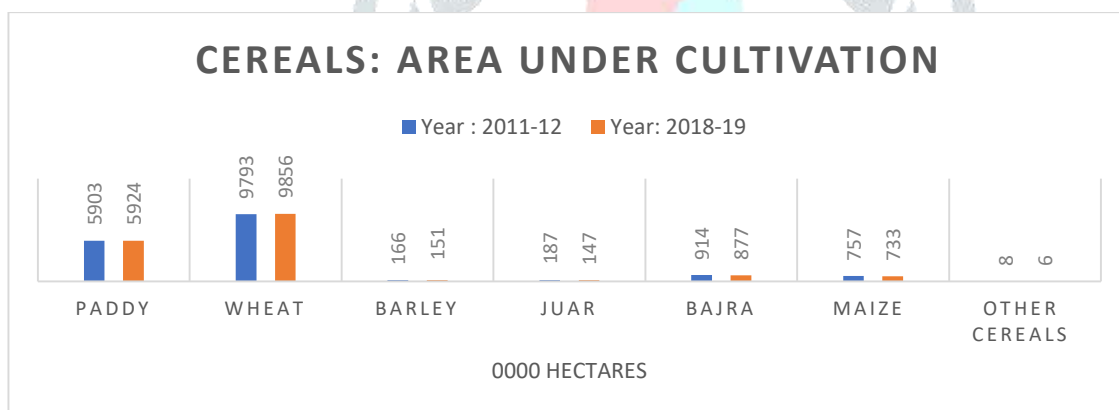 CEREALS: AREA UNDER CULTIVATION
Year : 2011-12 Year: 2018-19
5903 5924 9793 9856 166 151 187 147 914 877 757 733 8 6
PADDY WHEAT BARLEY JUAR BAJRA MAIZE OTHER
CEREALS
0000 HECTARES